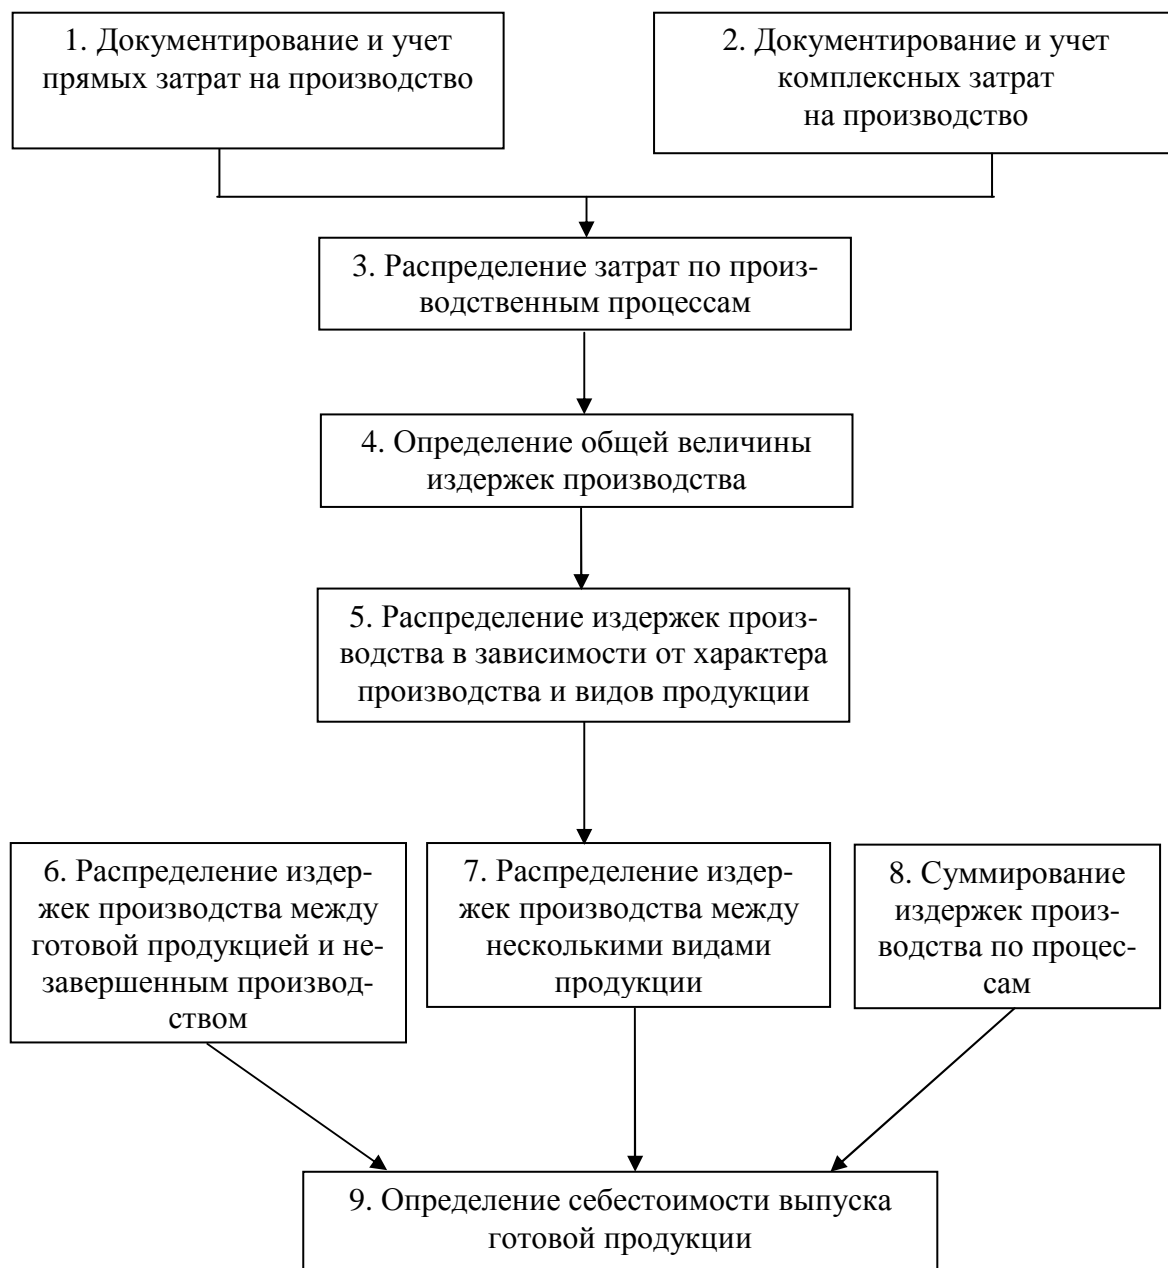 1. Документирование и учет
прямых затрат на производство
2. Документирование и учет
комплексных затрат
на производство
3. Распределение затрат по произ-
водственным процессам
4. Определение общей величины
издержек производства
5. Распределение издержек произ-
водства в зависимости от характера
производства и видов продукции
6. Распределение издер-
жек производства между
готовой продукцией и не-
завершенным производ-
ством
7. Распределение издер-
жек производства между
несколькими видами
продукции
8. Суммирование
издержек произ-
водства по процес-
сам
9. Определение себестоимости выпуска
готовой продукции